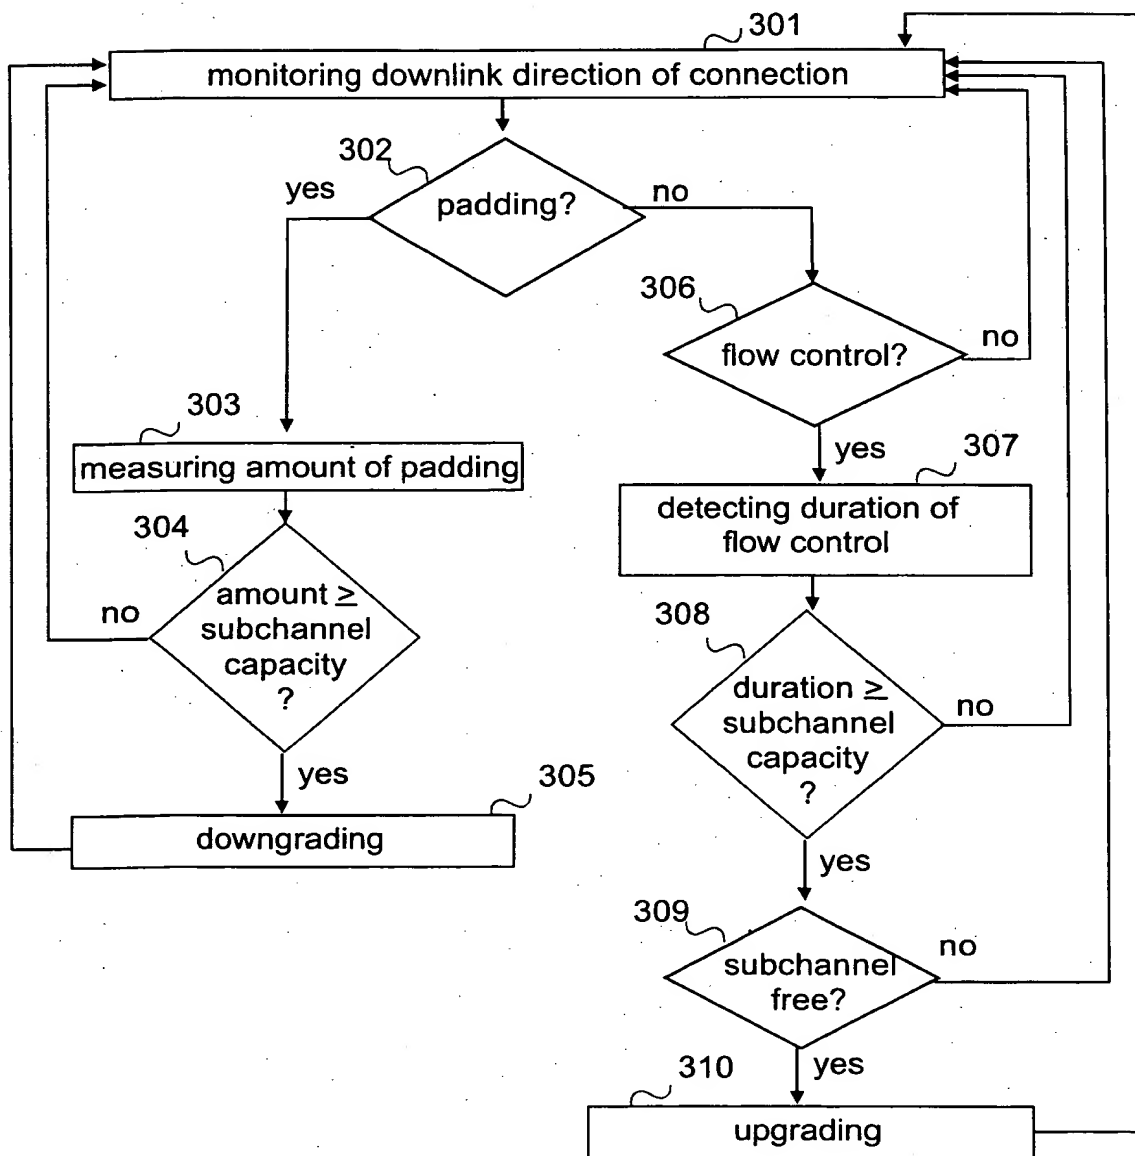 301
monitoring downlink direction of connection
302
yes
padding?
no
306
flow control?
no
303
yes
307
measuring amount of padding
detecting duration of
flow control
304
amount ≥
subchannel
capacity
?
no
308
duration ≥
subchannel
capacity
?
no
yes
305
downgrading
yes
309
subchannel
free?
no
yes
310
upgrading